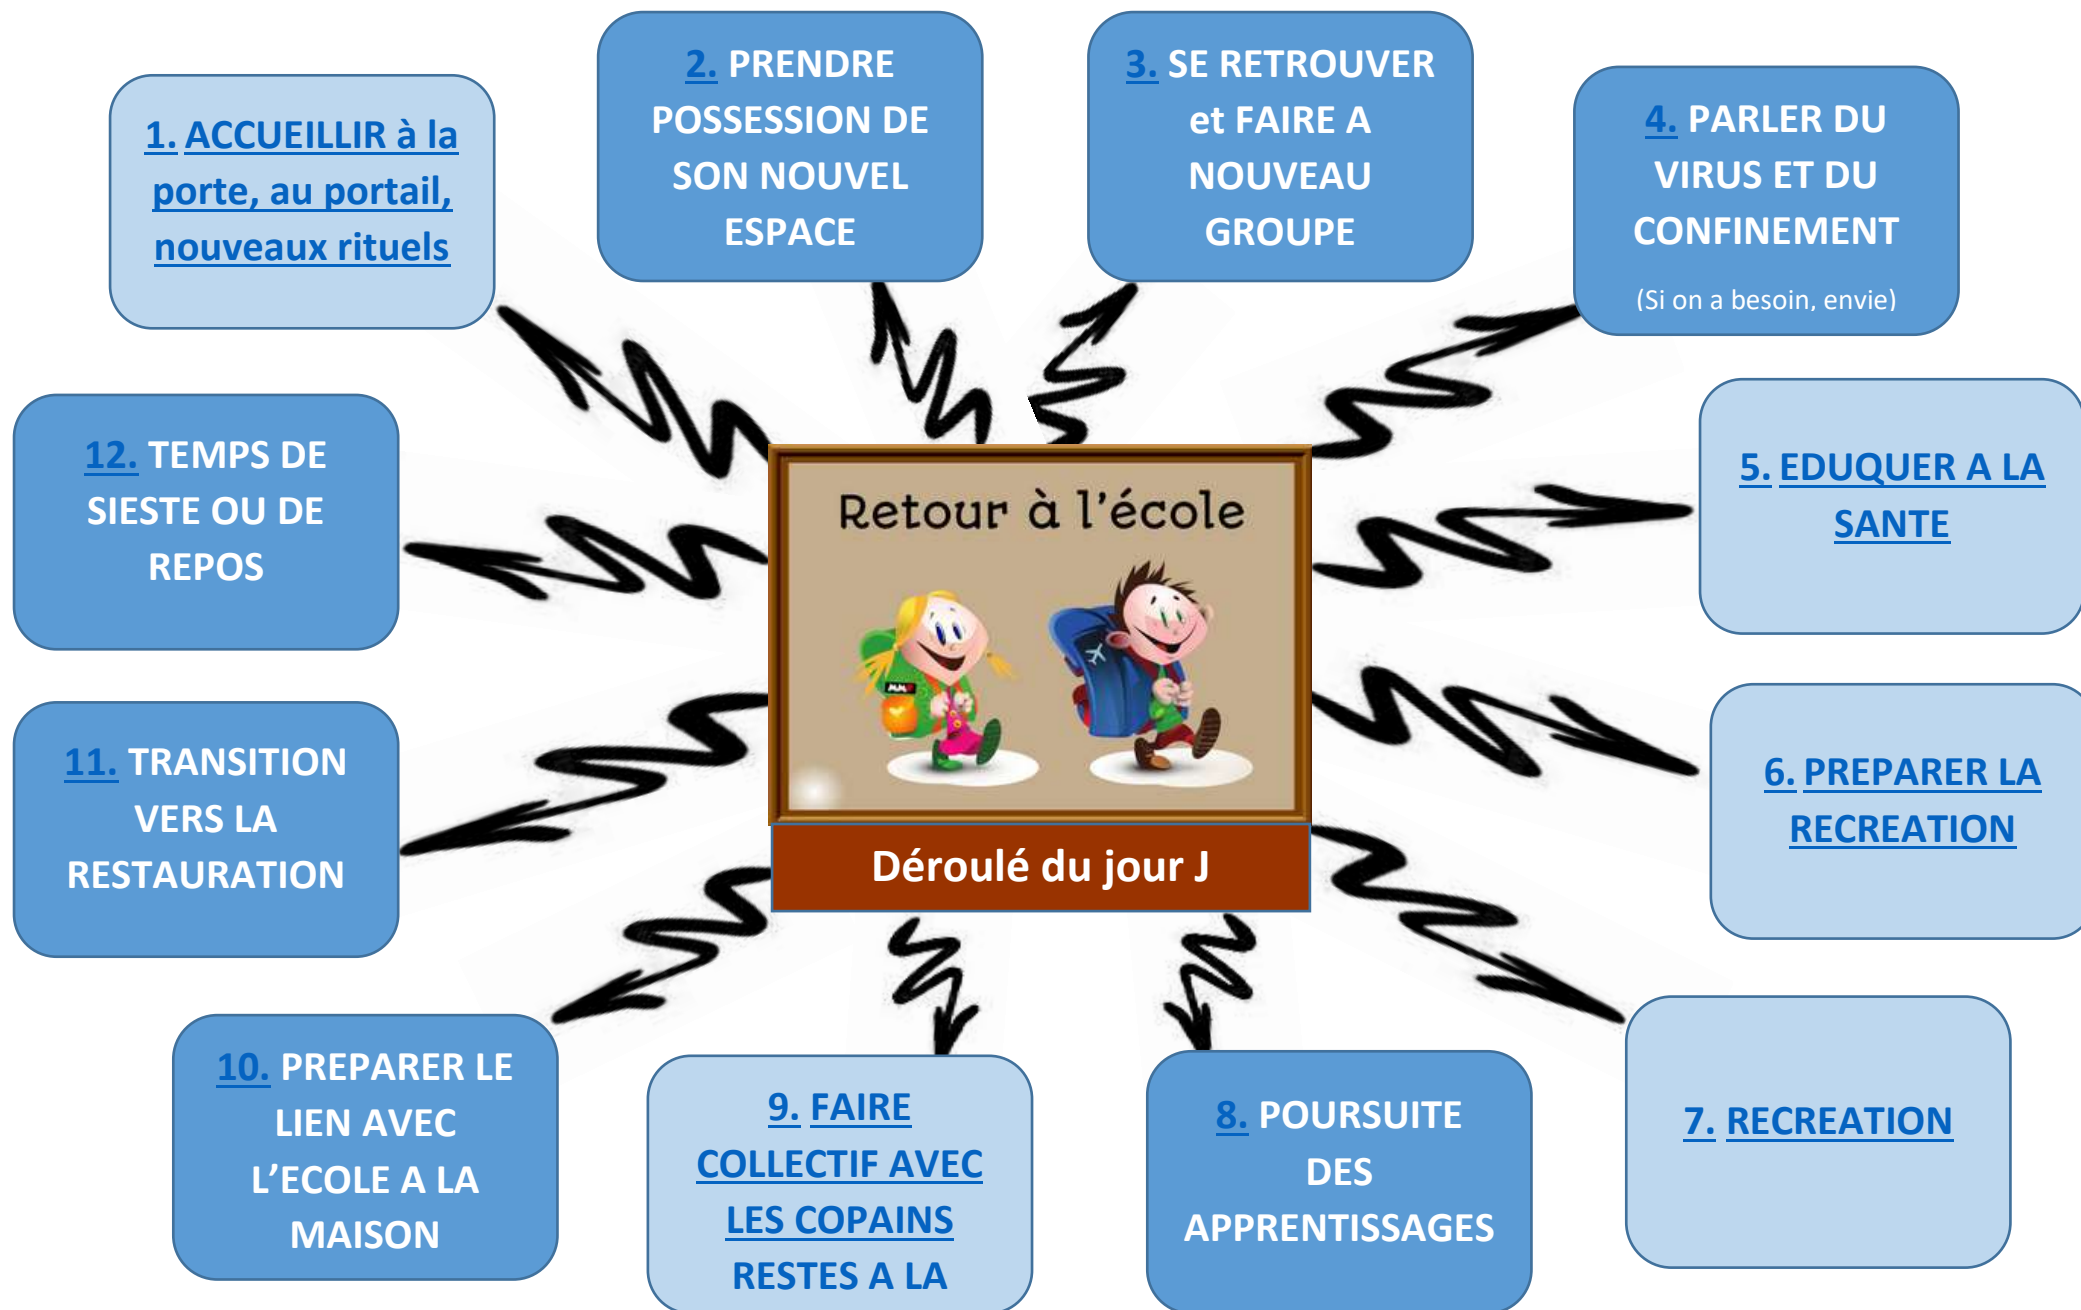 1. ACCUEILLIR à la
porte, au portail,
nouveaux rituels
2. PRENDRE
POSSESSION DE
SON NOUVEL
ESPACE
3. SE RETROUVER
et FAIRE A
NOUVEAU
GROUPE
4. PARLER DU
VIRUS ET DU
CONFINEMENT
(Si on a besoin, envie)
5. EDUQUER A LA
SANTE
6. PREPARER LA
RECREATION
7. RECREATION
8. POURSUITE
DES
APPRENTISSAGES
9. FAIRE
COLLECTIF AVEC
LES COPAINS
RESTES A LA
10. PREPARER LE
LIEN AVEC
L’ECOLE A LA
MAISON
11. TRANSITION
VERS LA
RESTAURATION
12. TEMPS DE
SIESTE OU DE
REPOS
Retour à l’école
Déroulé du jour J